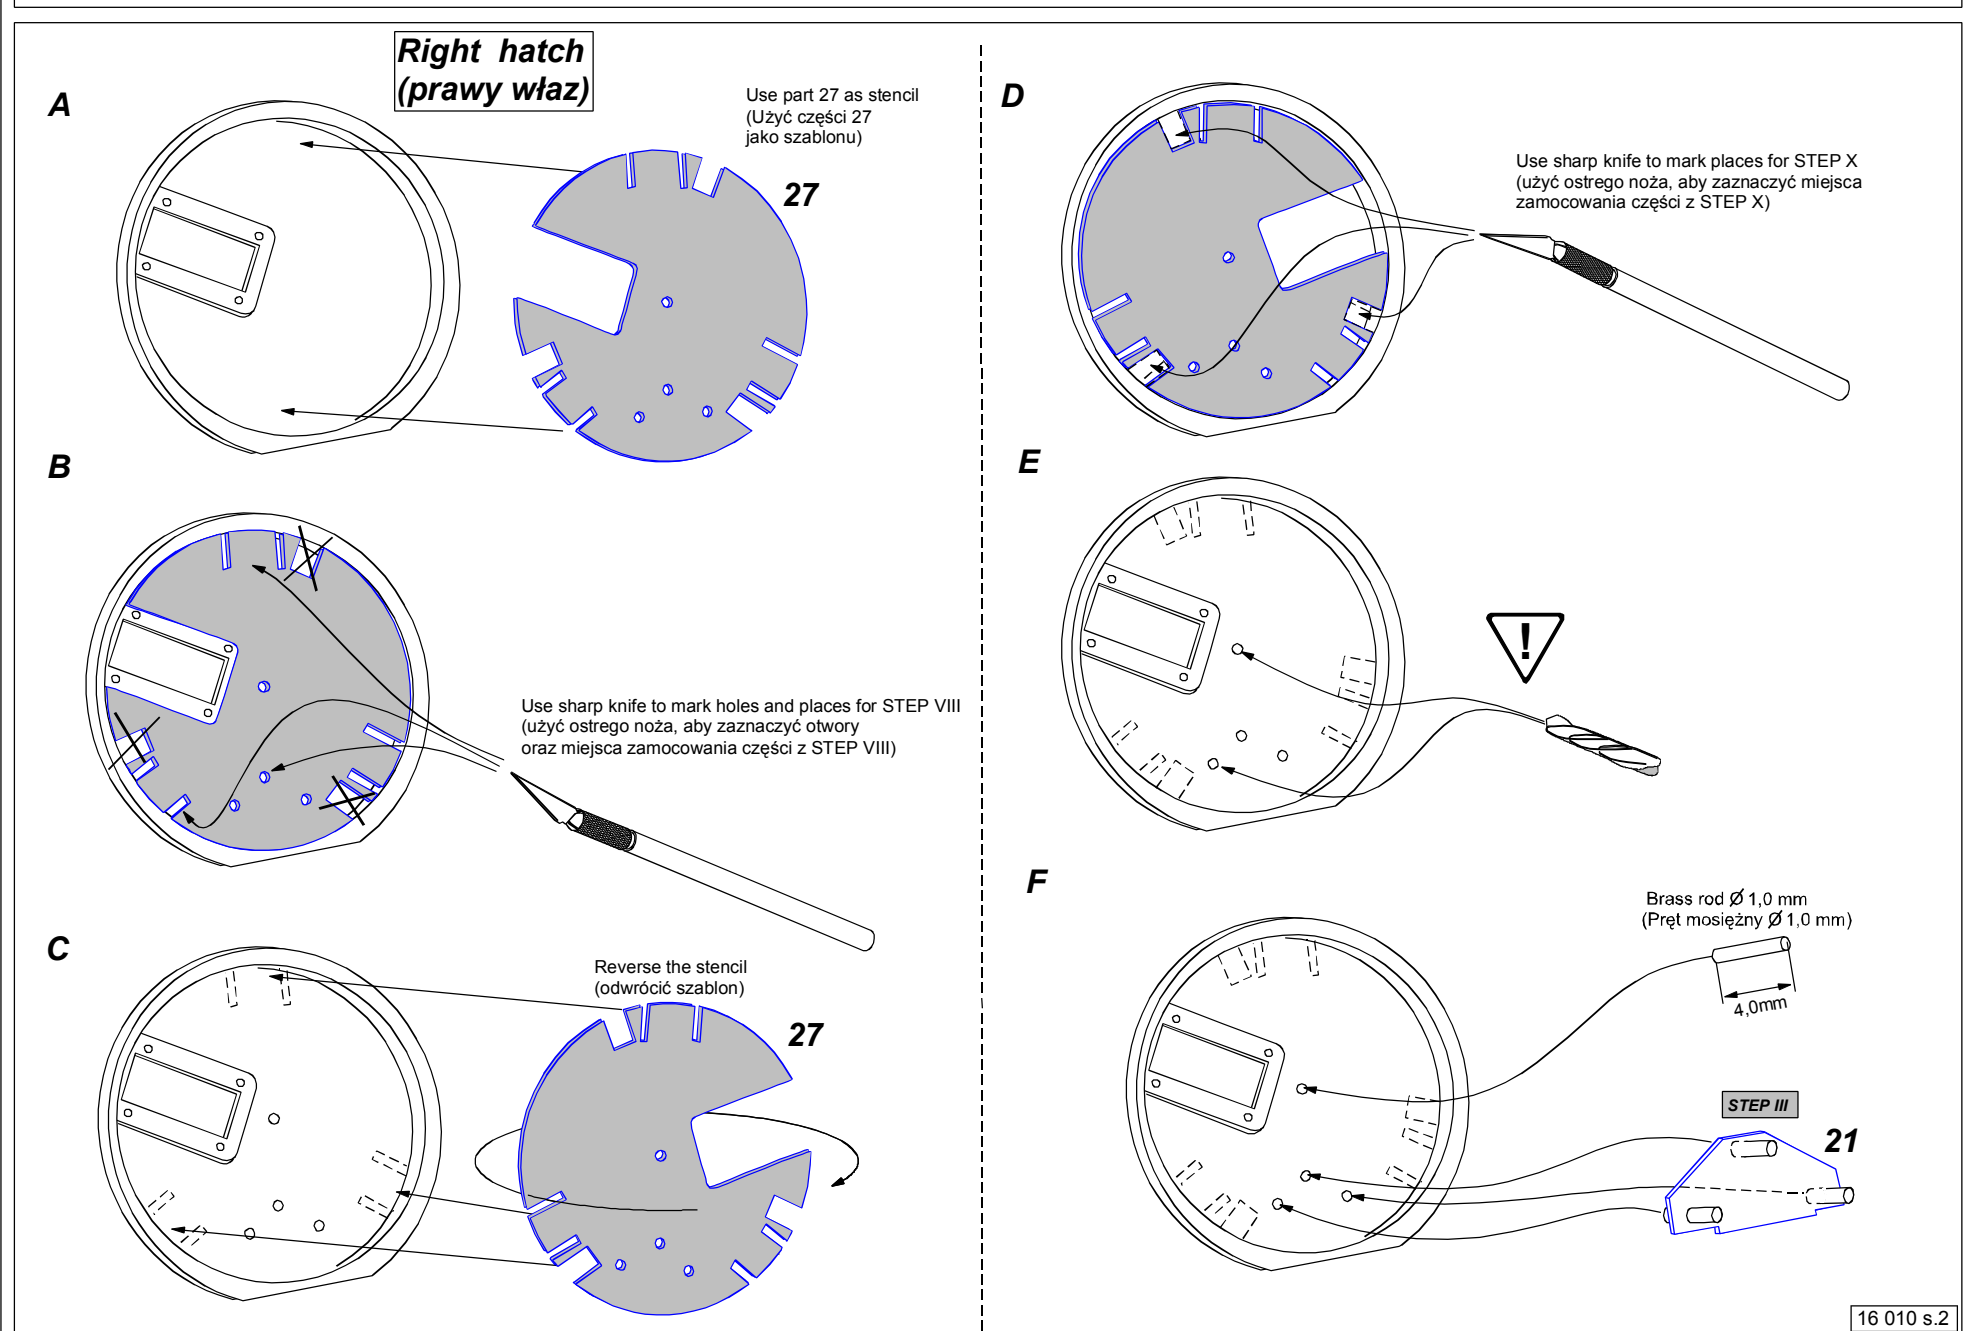 Right hatch
(prawy właz)
A
Use part 27 as stencil
(Użyć części 27
jako szablonu)
27
B
Use sharp knife to mark holes and places for STEP VIII
(użyć ostrego noża, aby zaznaczyć otwory
oraz miejsca zamocowania części z STEP VIII)
C
Reverse the stencil
(odwrócić szablon)
27
D
Use sharp knife to mark places for STEP X
(użyć ostrego noża, aby zaznaczyć miejsca
zamocowania części z STEP X)
E
!
F
Brass rod Ø 1,0 mm
(Pręt mosiężny Ø 1,0 mm)
4,0mm
STEP III
21
16 010 s.2